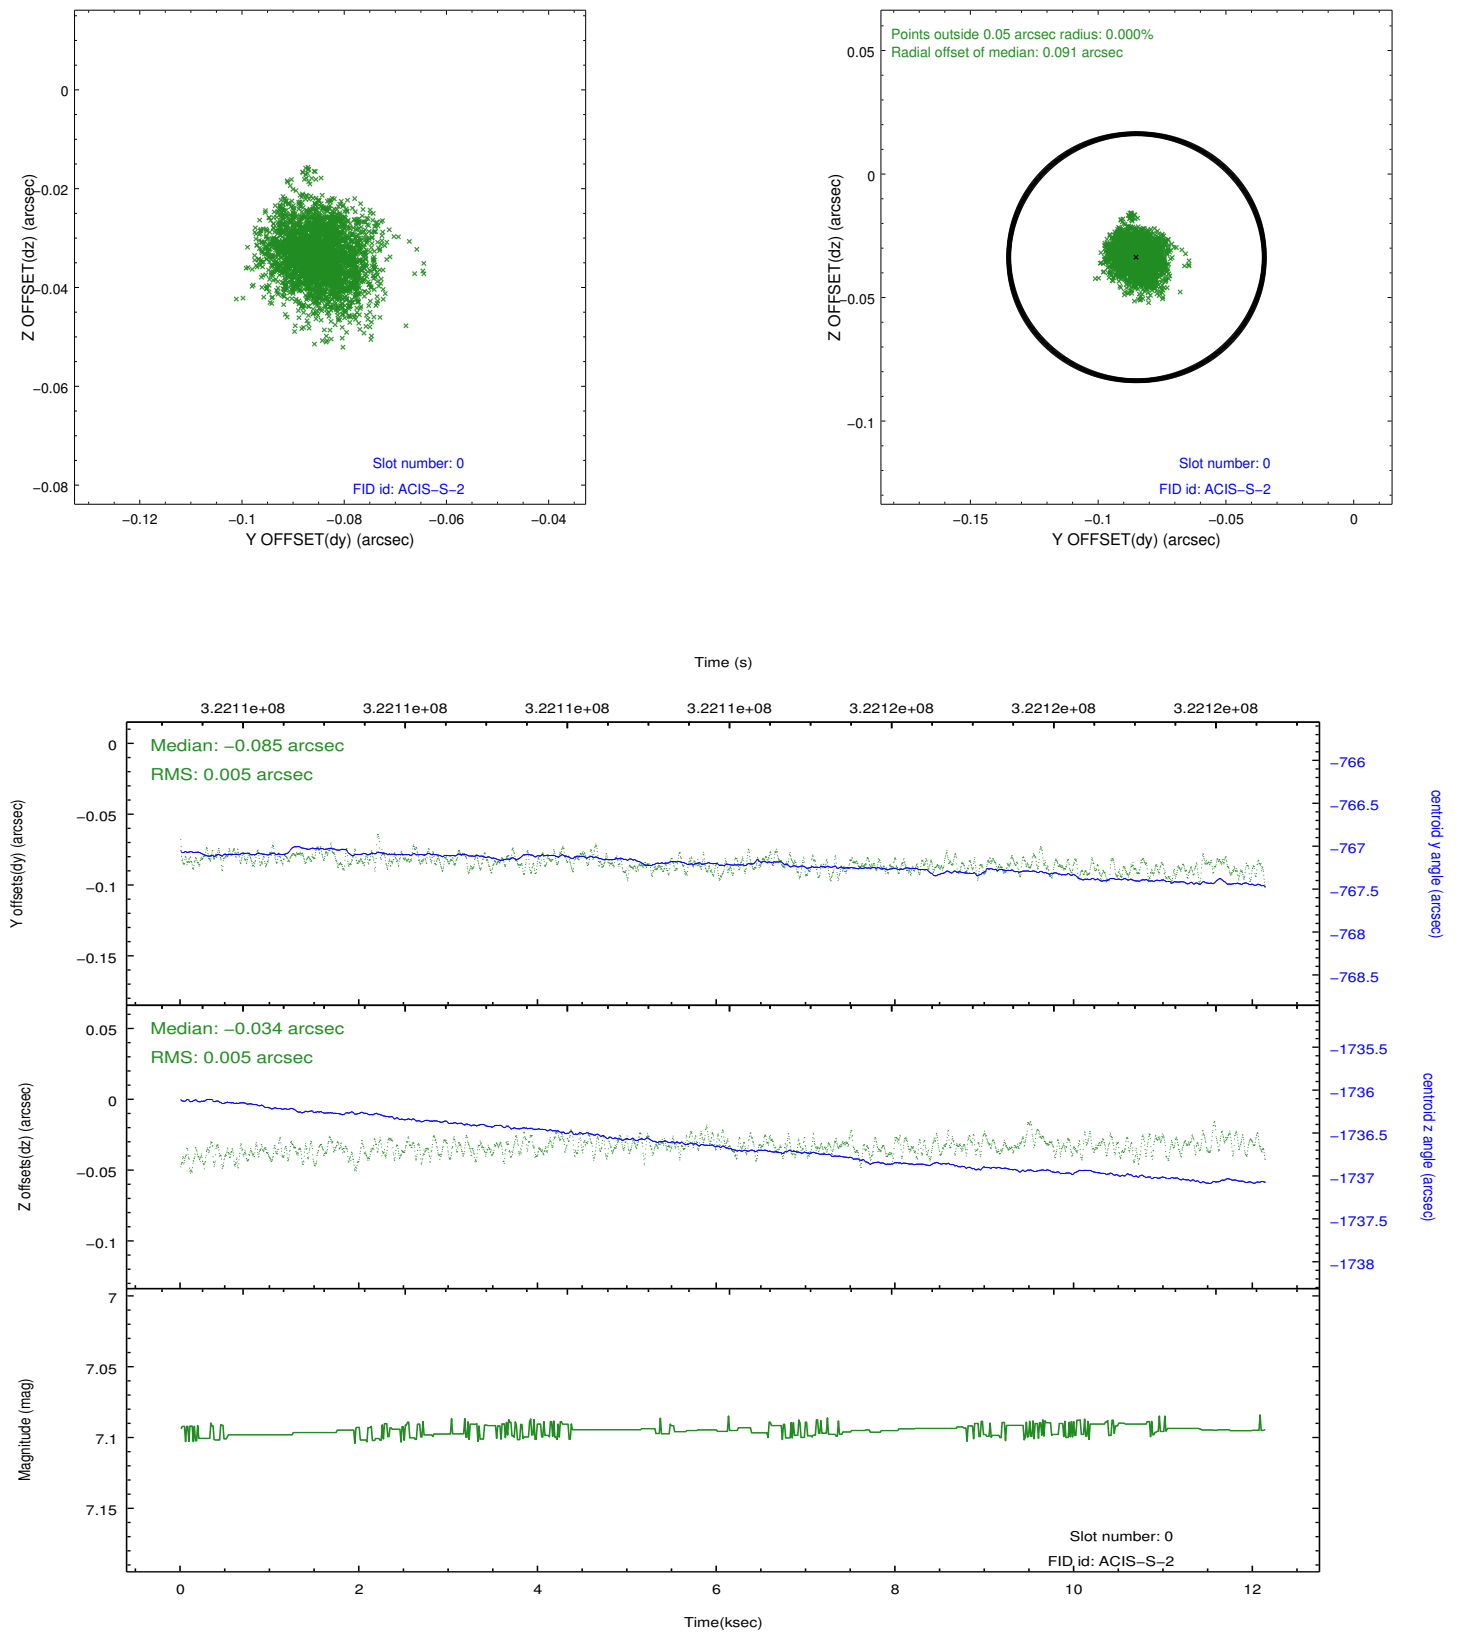 0
−0.02
−0.04
−0.06
−0.08
Z OFFSET(dz) (arcsec)
Slot number: 0
FID id: ACIS−S−2
−0.12 −0.1 −0.08 −0.06 −0.04
Y OFFSET(dy) (arcsec)
Points outside 0.05 arcsec radius: 0.000%
Radial offset of median: 0.091 arcsec
0.05
0
−0.05
−0.1
Z OFFSET(dz) (arcsec)
Slot number: 0
FID id: ACIS−S−2
−0.15 −0.1 −0.05 0
Y OFFSET(dy) (arcsec)
Time (s)
3.2211e+08 3.2211e+08 3.2211e+08 3.2211e+08 3.2212e+08 3.2212e+08 3.2212e+08
Median: −0.085 arcsec
RMS: 0.005 arcsec
0
−0.05
−0.1
−0.15
Y offsets(dy) (arcsec)
−766
−766.5
−767
−767.5
−768
−768.5
centroid y angle (arcsec)
Median: −0.034 arcsec
RMS: 0.005 arcsec
0.05
0
−0.05
−0.1
Z offsets(dz) (arcsec)
−1735.5
−1736
−1736.5
−1737
−1737.5
−1738
centroid z angle (arcsec)
7
7.05
7.1
7.15
Magnitude (mag)
Slot number: 0
FID id: ACIS−S−2
0 2 4 6 8 10 12
Time(ksec)